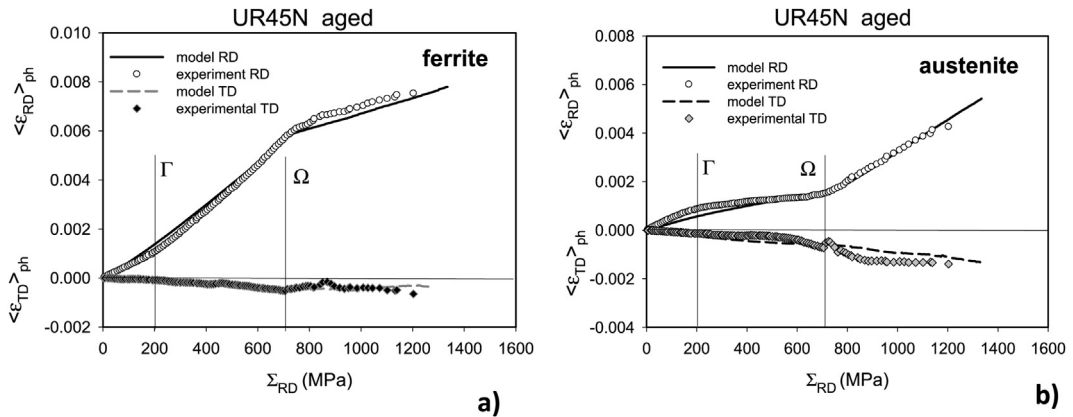 UR45N aged
0.010
0.008
0.006
0.004
0.002
0.000
-0.002
<ε_RD>_ph
<ε_TD>_ph
model RD
experiment RD
model TD
experimental TD
ferrite
Γ
Ω
0 200 400 600 800 1000 1200 1400 1600
Σ_RD (MPa)
a)
UR45N aged
0.008
0.006
0.004
0.002
0.000
-0.002
-0.004
<ε_RD>_ph
<ε_TD>_ph
model RD
experiment RD
model TD
experimental TD
austenite
Γ
Ω
0 200 400 600 800 1000 1200 1400 1600
Σ_RD (MPa)
b)